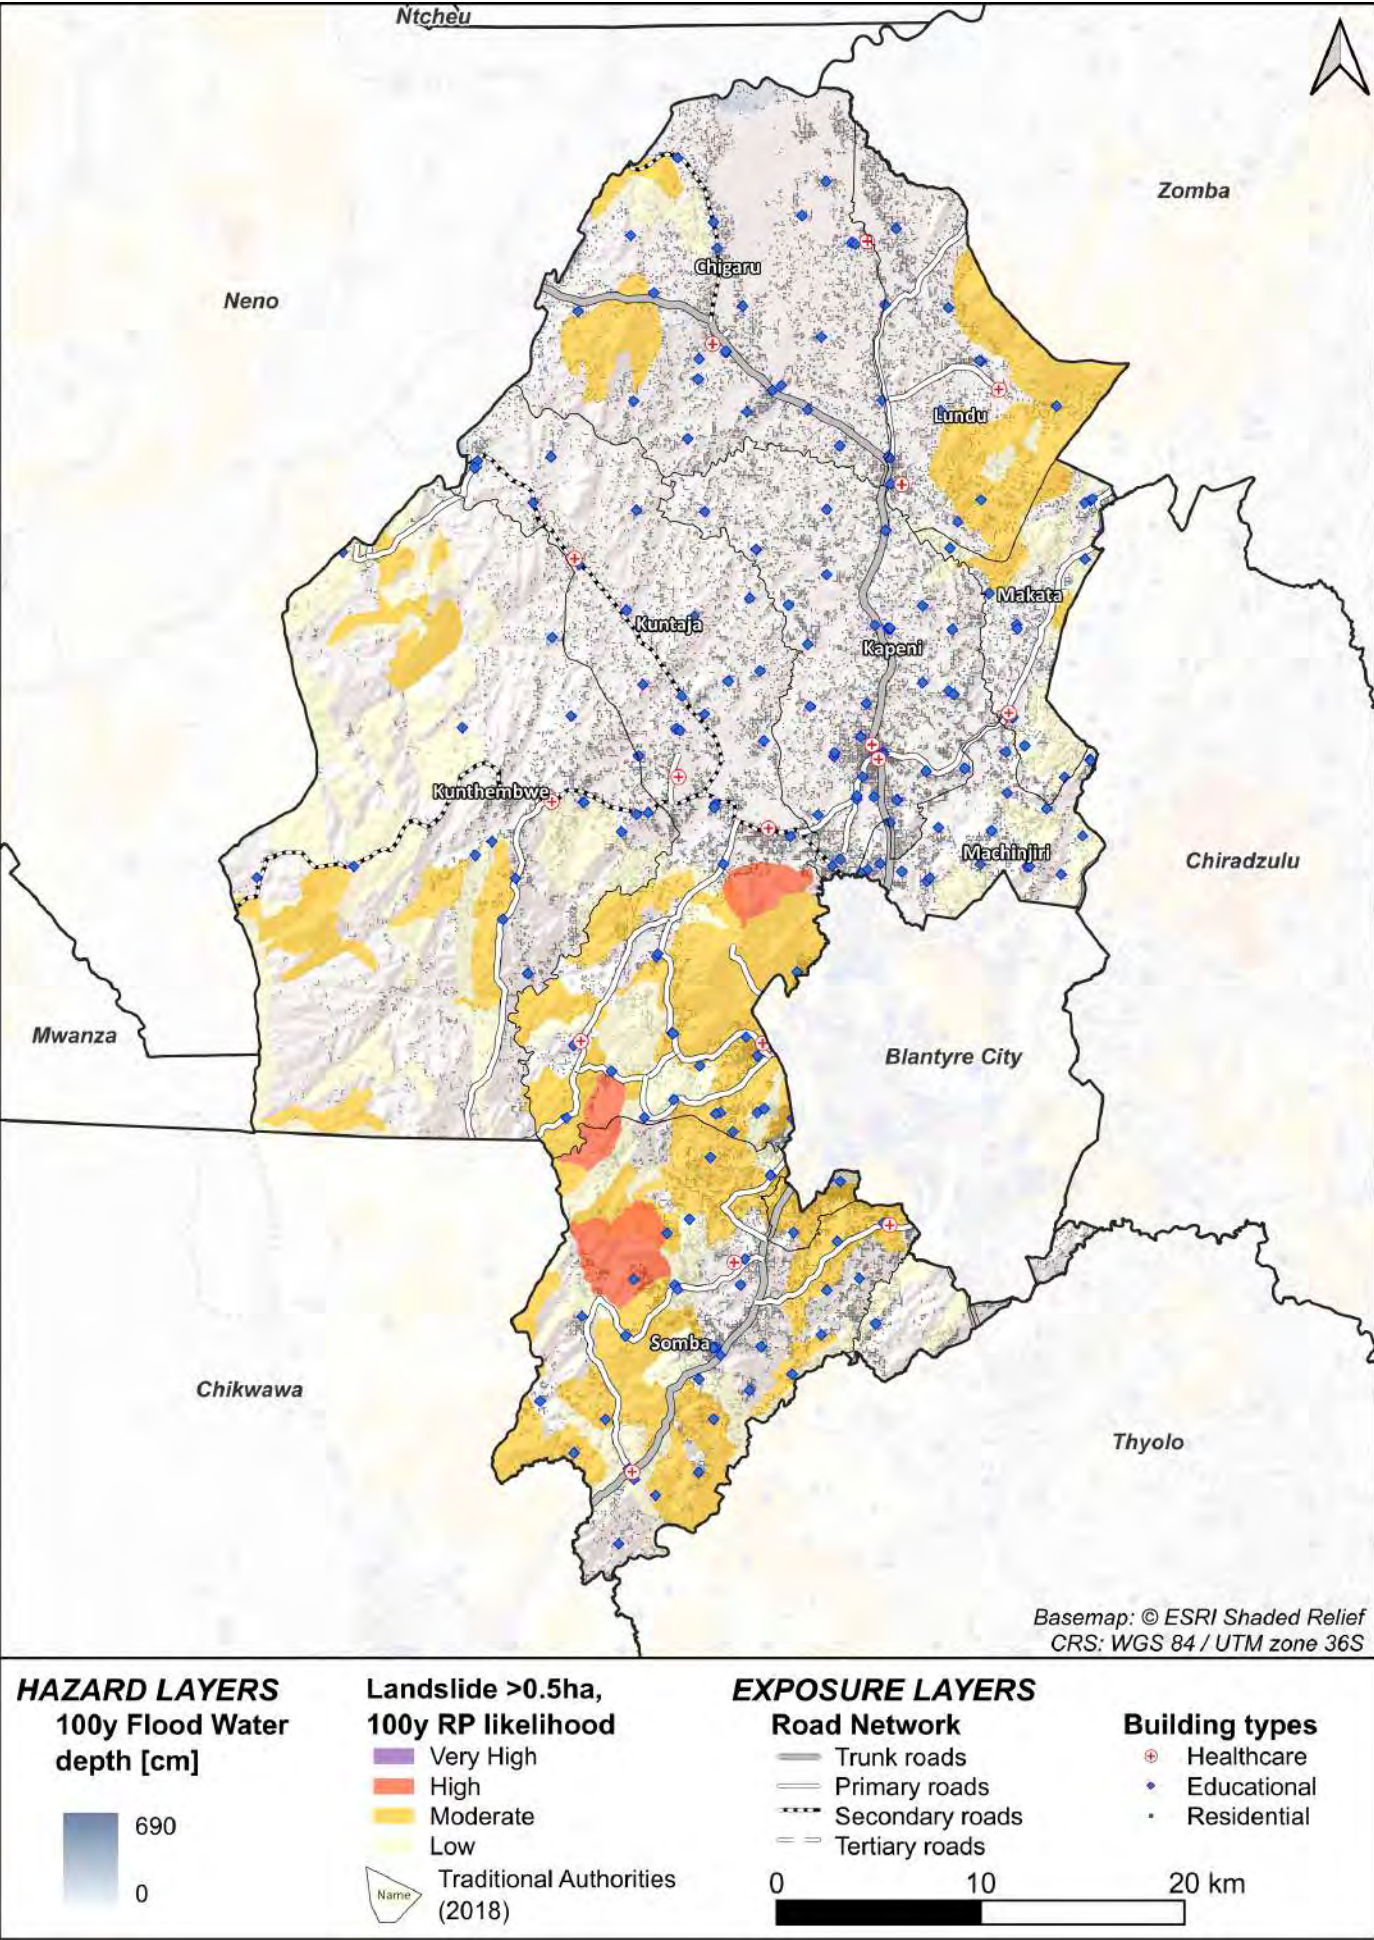 Ntcheu
Zomba
Neno
Chigaru
Lundu
Makata
Kuntaja
Kapeni
Kunthembwe
Machinjiri
Chiradzulu
Mwanza
Blantyre City
Somba
Chikwawa
Thyolo
Basemap: © ESRI Shaded Relief
CRS: WGS 84 / UTM zone 36S
HAZARD LAYERS
100y Flood Water
depth [cm]
690
0
Landslide >0.5ha,
100y RP likelihood
Very High
High
Moderate
Low
Name
Traditional Authorities
(2018)
EXPOSURE LAYERS
Road Network
Trunk roads
Primary roads
Secondary roads
Tertiary roads
Building types
Healthcare
Educational
Residential
0 10 20 km